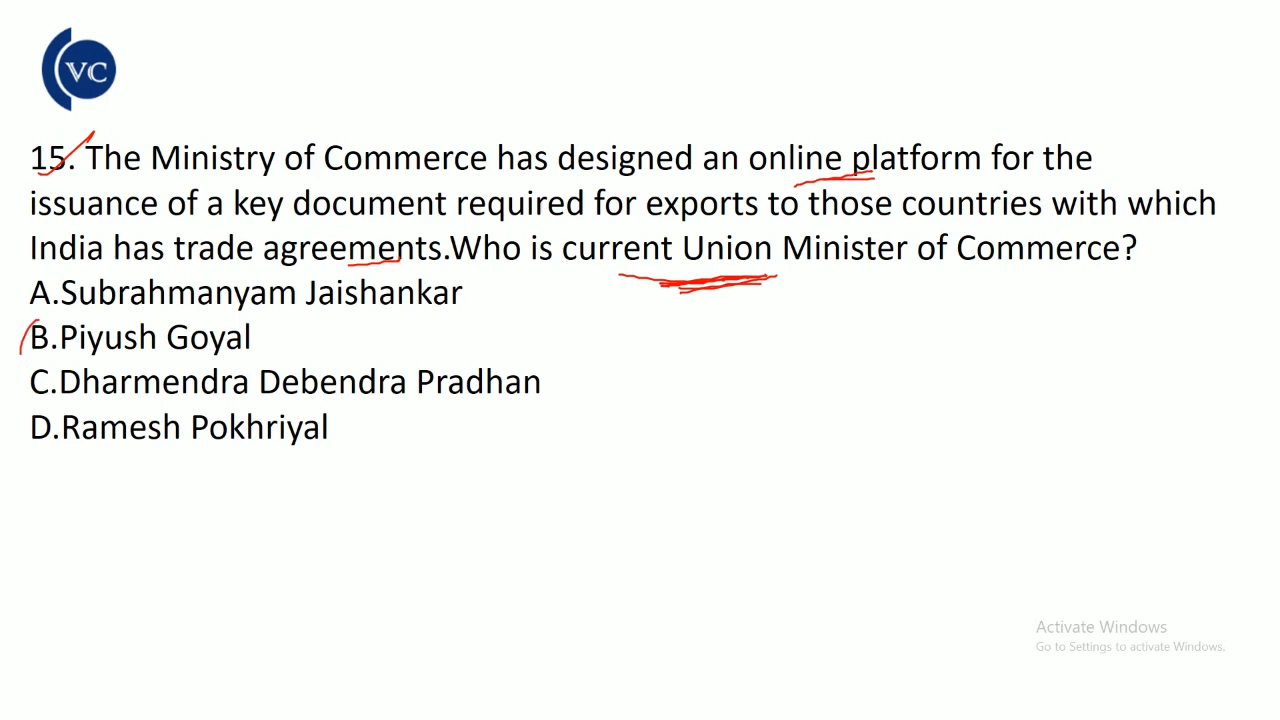 VC
15. The Ministry of Commerce has designed an online platform for the
issuance of a key document required for exports to those countries with which
India has trade agreements.Who is current Union Minister of Commerce?
A.Subrahmanyam Jaishankar
B.Piyush Goyal
C.Dharmendra Debendra Pradhan
D.Ramesh Pokhriyal
Activate Windows
Go to Settings to activate Windows.